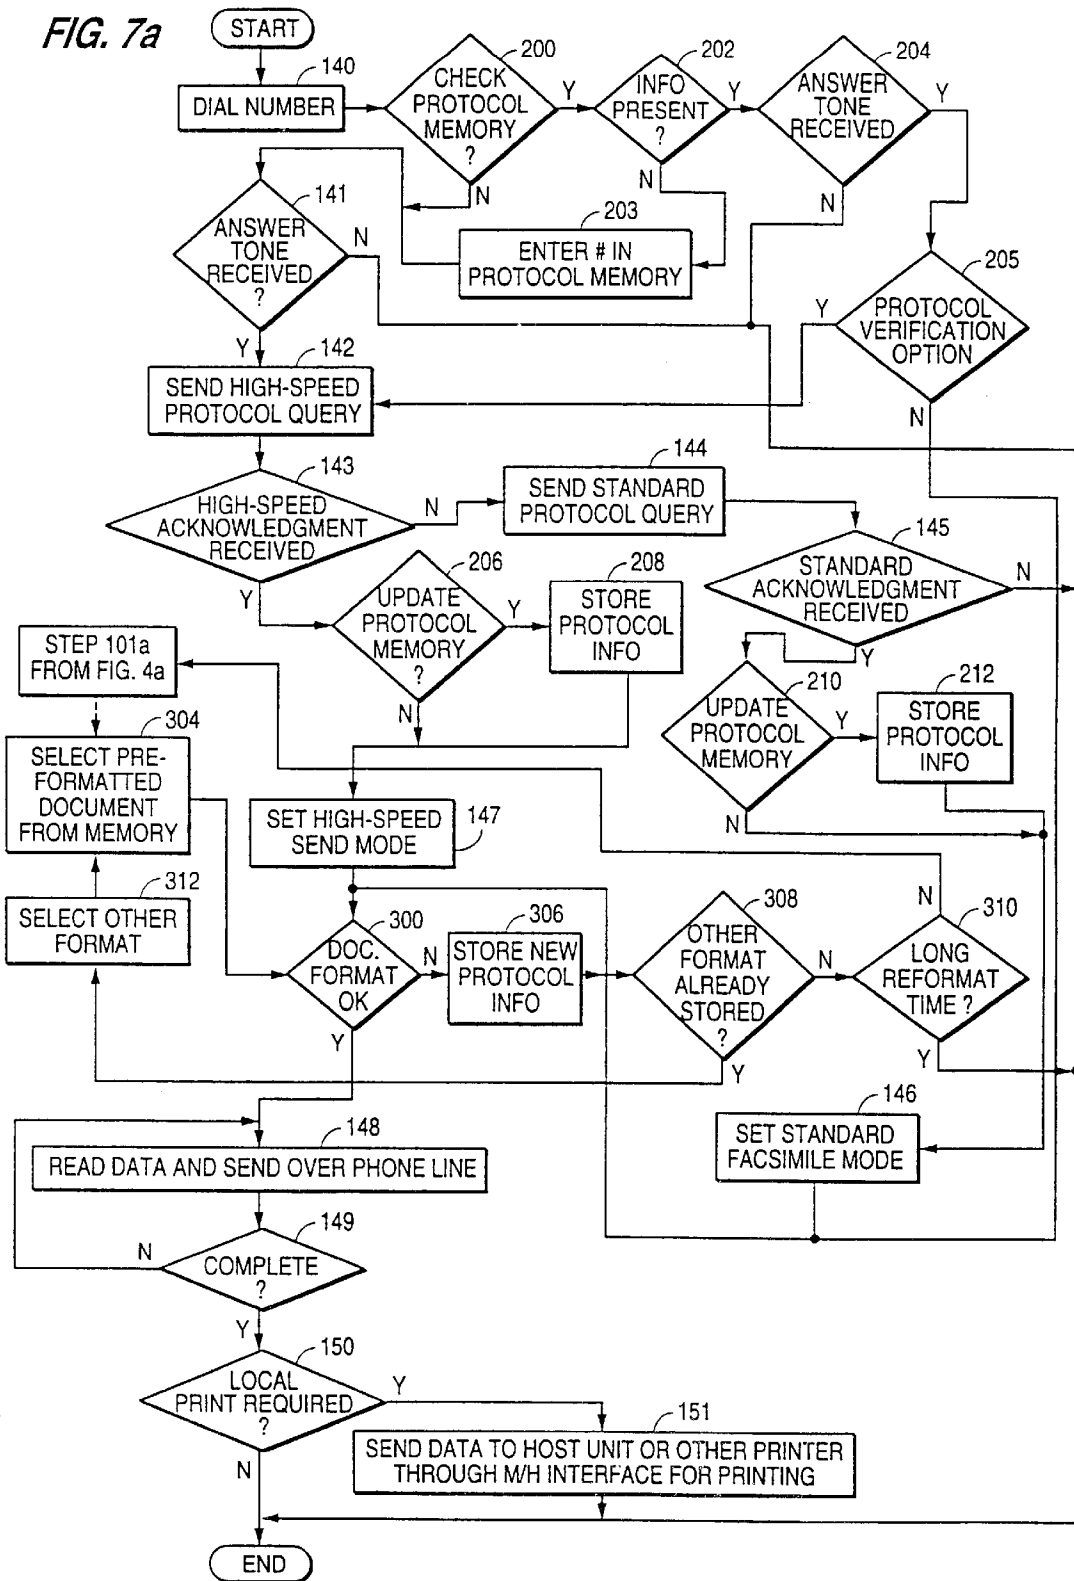 FIG. 7a
START
140
DIAL NUMBER
200
CHECK
PROTOCOL
MEMORY
?
Y
N
202
INFO
PRESENT
?
Y
N
204
ANSWER
TONE
RECEIVED
Y
N
203
ENTER # IN
PROTOCOL MEMORY
141
ANSWER
TONE
RECEIVED
?
N
Y
205
PROTOCOL
VERIFICATION
OPTION
Y
N
142
SEND HIGH-SPEED
PROTOCOL QUERY
143
HIGH-SPEED
ACKNOWLEDGMENT
RECEIVED
N
Y
144
SEND STANDARD
PROTOCOL QUERY
145
STANDARD
ACKNOWLEDGMENT
RECEIVED
N
Y
206
UPDATE
PROTOCOL
MEMORY
?
Y
N
208
STORE
PROTOCOL
INFO
210
UPDATE
PROTOCOL
MEMORY
Y
N
212
STORE
PROTOCOL
INFO
STEP 101a
FROM FIG. 4a
304
SELECT PRE-
FORMATTED
DOCUMENT
FROM MEMORY
312
SELECT OTHER
FORMAT
SET HIGH-SPEED
SEND MODE
147
300
DOC.
FORMAT
OK
N
Y
306
STORE NEW
PROTOCOL
INFO
308
OTHER
FORMAT
ALREADY
STORED
?
N
Y
310
LONG
REFORMAT
TIME ?
N
Y
146
SET STANDARD
FACSIMILE MODE
148
READ DATA AND SEND OVER PHONE LINE
149
COMPLETE
?
N
Y
150
LOCAL
PRINT REQUIRED
?
Y
N
151
SEND DATA TO HOST UNIT OR OTHER PRINTER
THROUGH M/H INTERFACE FOR PRINTING
END